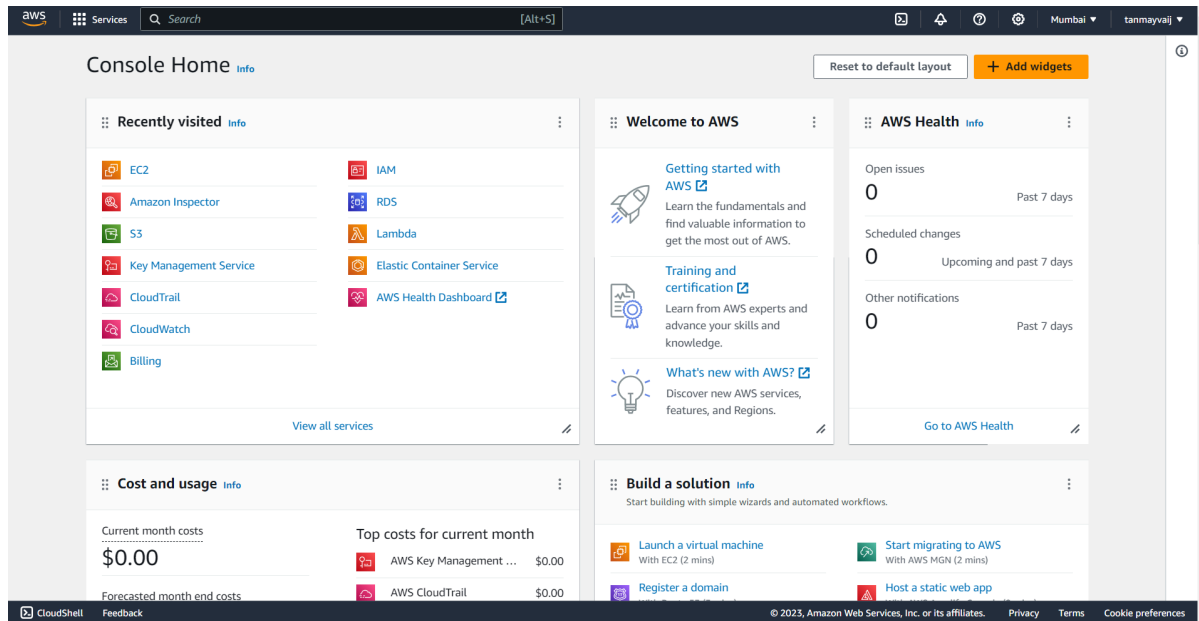 aws
Services
Search
[Alt+S]
Mumbai ▼
tanmayvaij ▼
Console Home Info
Reset to default layout
+ Add widgets
Recently visited Info
EC2
Amazon Inspector
S3
Key Management Service
CloudTrail
CloudWatch
Billing
IAM
RDS
Lambda
Elastic Container Service
AWS Health Dashboard
View all services
Welcome to AWS
Getting started with
AWS
Learn the fundamentals and
find valuable information to
get the most out of AWS.
Training and
certification
Learn from AWS experts and
advance your skills and
knowledge.
What's new with AWS?
Discover new AWS services,
features, and Regions.
AWS Health Info
Open issues
0
Past 7 days
Scheduled changes
0
Upcoming and past 7 days
Other notifications
0
Past 7 days
Go to AWS Health
Cost and usage Info
Current month costs
$0.00
Forecasted month end costs
Top costs for current month
AWS Key Management ... $0.00
AWS CloudTrail $0.00
Build a solution Info
Start building with simple wizards and automated workflows.
Launch a virtual machine
With EC2 (2 mins)
Start migrating to AWS
With AWS MGN (2 mins)
Register a domain
Host a static web app
CloudShell
Feedback
© 2023, Amazon Web Services, Inc. or its affiliates.
Privacy
Terms
Cookie preferences